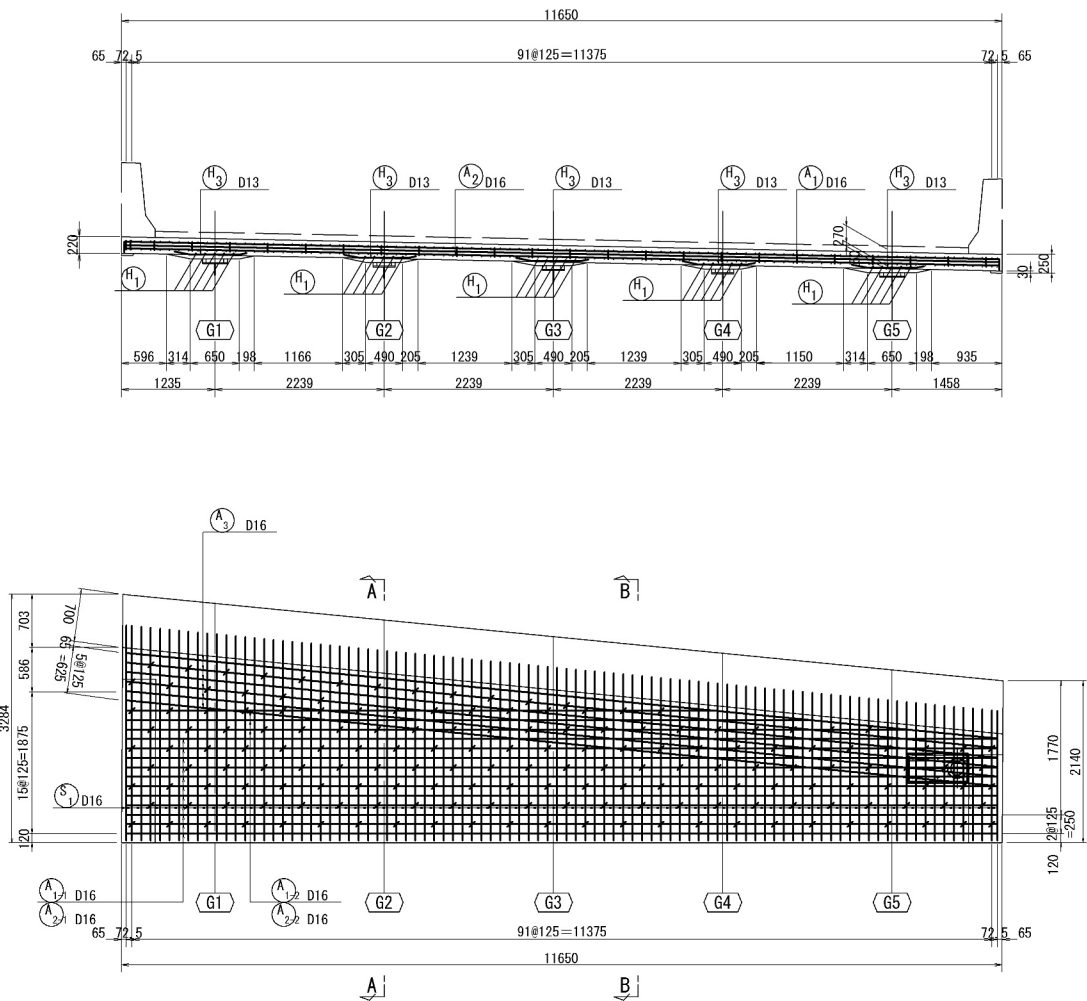 11650
65 72.5 91@125=11375 72.5 65
H3 D13
H3 D13
A2 D16
H3 D13
H3 D13
A1 D16
H3 D13
220
270
250
30
H1
H1
H1
H1
H1
G1
G2
G3
G4
G5
596 314 650 198 1166 305 490 205 1239 305 490 205 1239 305 490 205 1150 314 650 198 935
1235 2239 2239 2239 2239 1458
A3 D16
A
B
700
65
5@125
=625
703
586
15@125=1875
120
3284
1770
2@125
=250
120
2140
S1 D16
A1-1 D16
A2-1 D16
A1-2 D16
A2-2 D16
G1
G2
G3
G4
G5
65 72.5 91@125=11375 72.5 65
11650
A
B